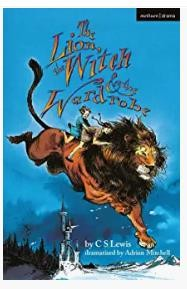 methuen | drama
The
Lion,
the Witch
& the
Wardrobe
by C S Lewis
dramatised by Adrian Mitchell